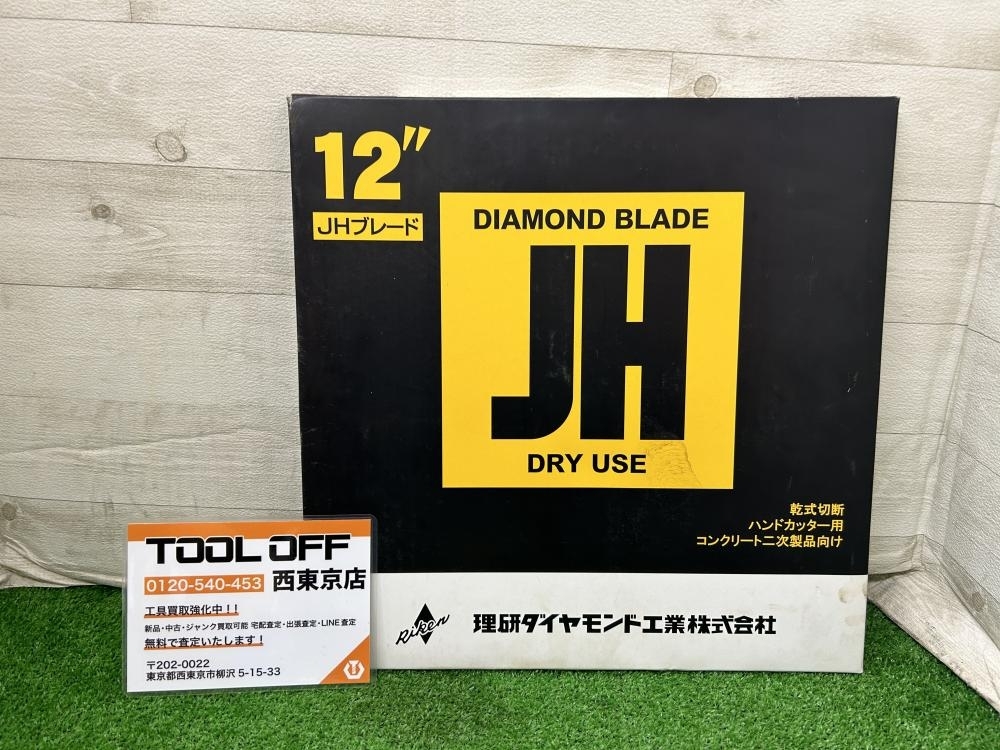 12″
JHブレード
DIAMOND BLADE
JH
DRY USE
乾式切断
ハンドカッター用
コンクリート二次製品向け
Riken
理研ダイヤモンド工業株式会社
TOOL OFF
0120-540-453 西東京店
工具買取強化中！！
新品・中古・ジャンク買取可能 宅配査定・出張査定・LINE査定
無料で査定いたします！
〒202-0022
東京都西東京市柳沢 5-15-33